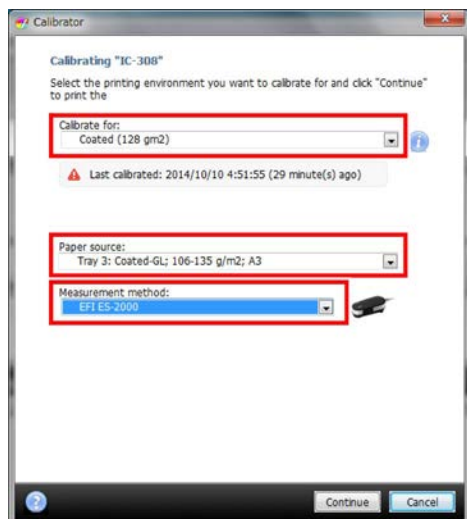 Calibrator
Calibrating "IC-308"
Select the printing environment you want to calibrate for and click "Continue"
to print the
Calibrate for:
Coated (128 gm2)
Last calibrated: 2014/10/10 4:51:55 (29 minute(s) ago)
Paper source:
Tray 3: Coated-GL; 106-135 g/m2; A3
Measurement method:
EFI ES-2000
Continue
Cancel